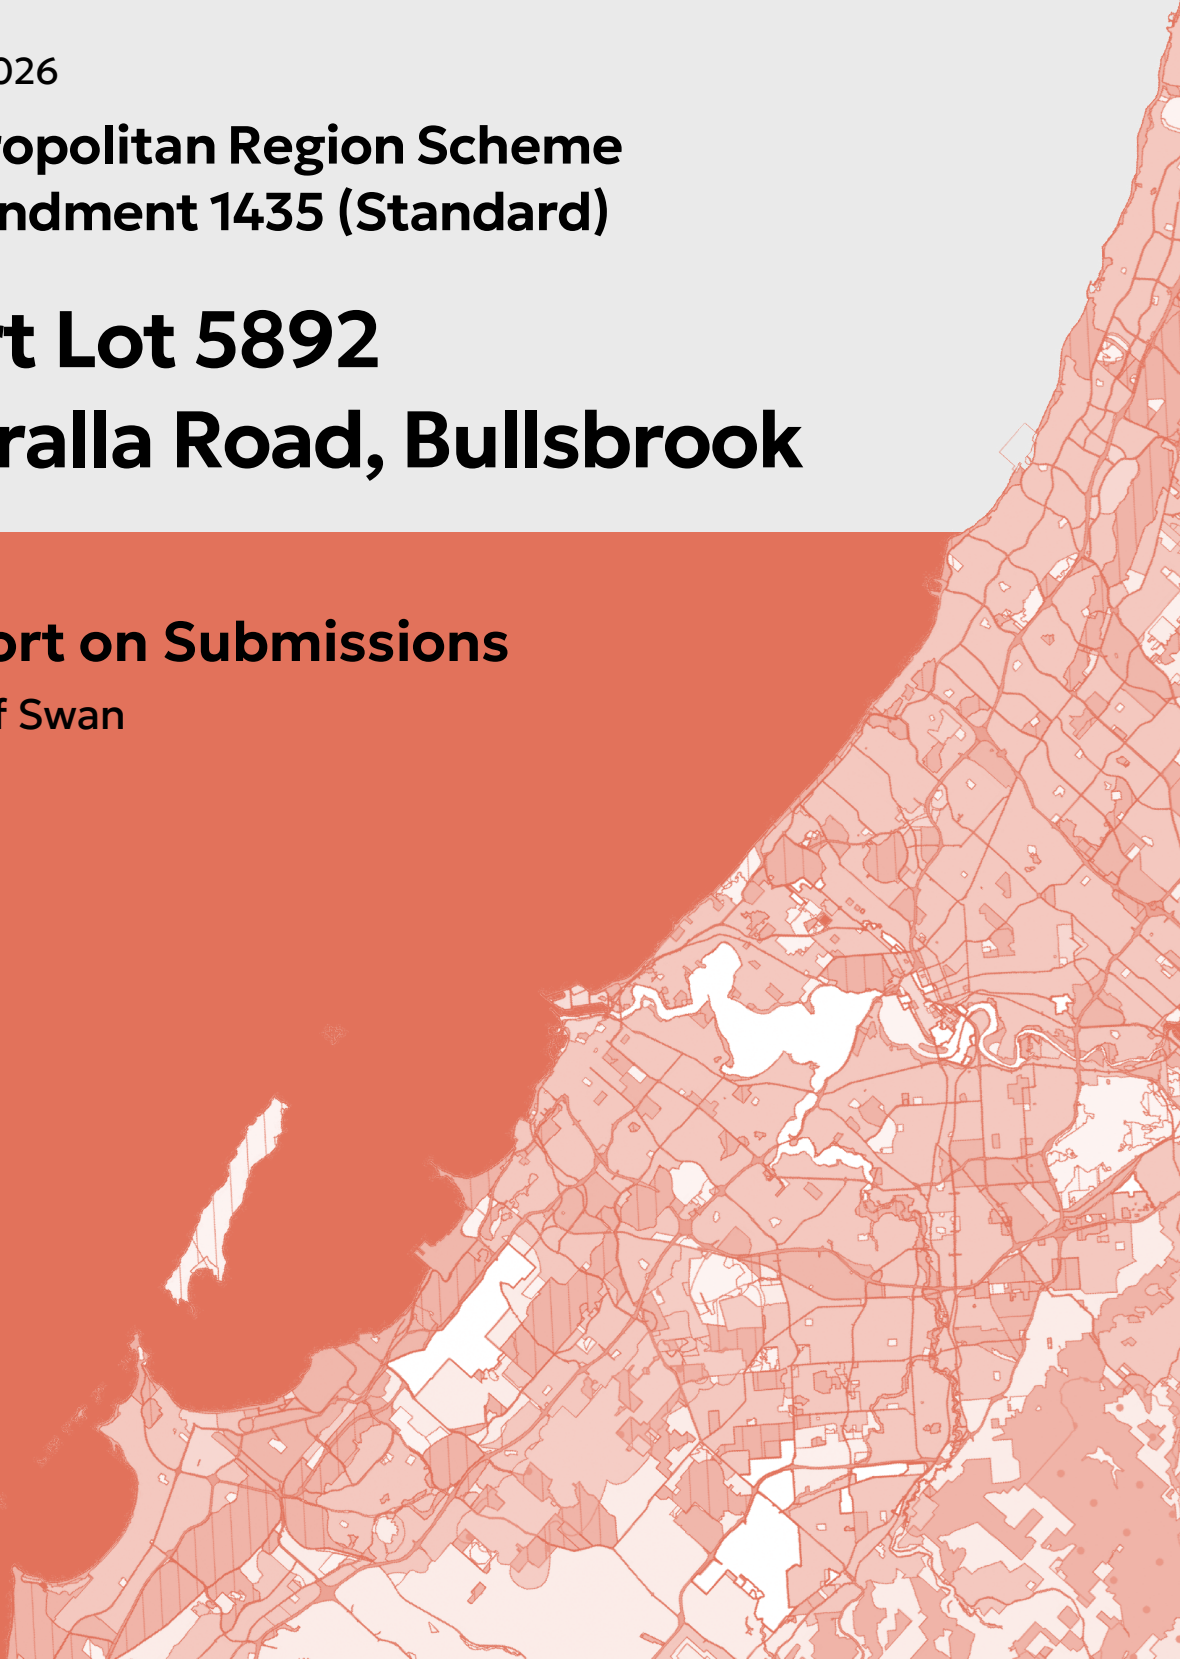 026
ropolitan Region Scheme
ndment 1435 (Standard)
rt Lot 5892
ralla Road, Bullsbrook
ort on Submissions
f Swan